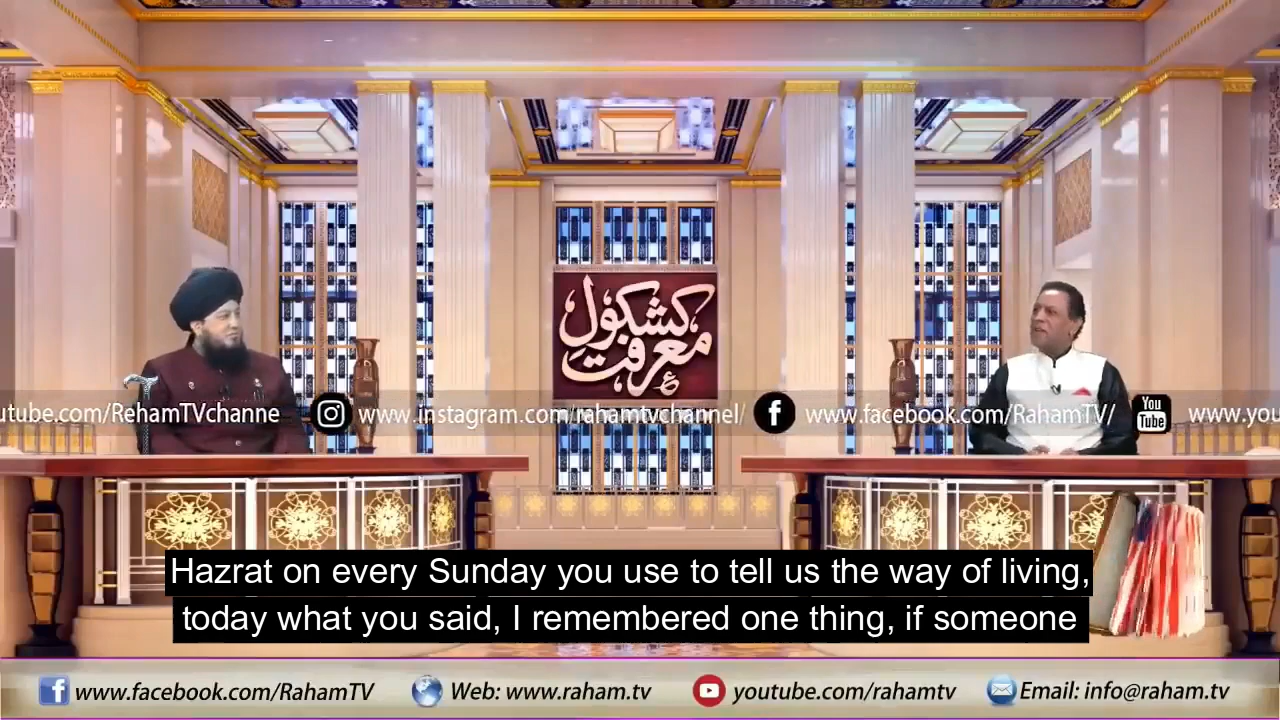 کشکولِ
معرفت
utube.com/RehamTVchanne www.instagram.com/rahamtvchannel/ www.facebook.com/RahamTV/ You Tube www.you
Hazrat on every Sunday you use to tell us the way of living,
today what you said, I remembered one thing, if someone
www.facebook.com/RahamTV Web: www.raham.tv youtube.com/rahamtv Email: info@raham.tv